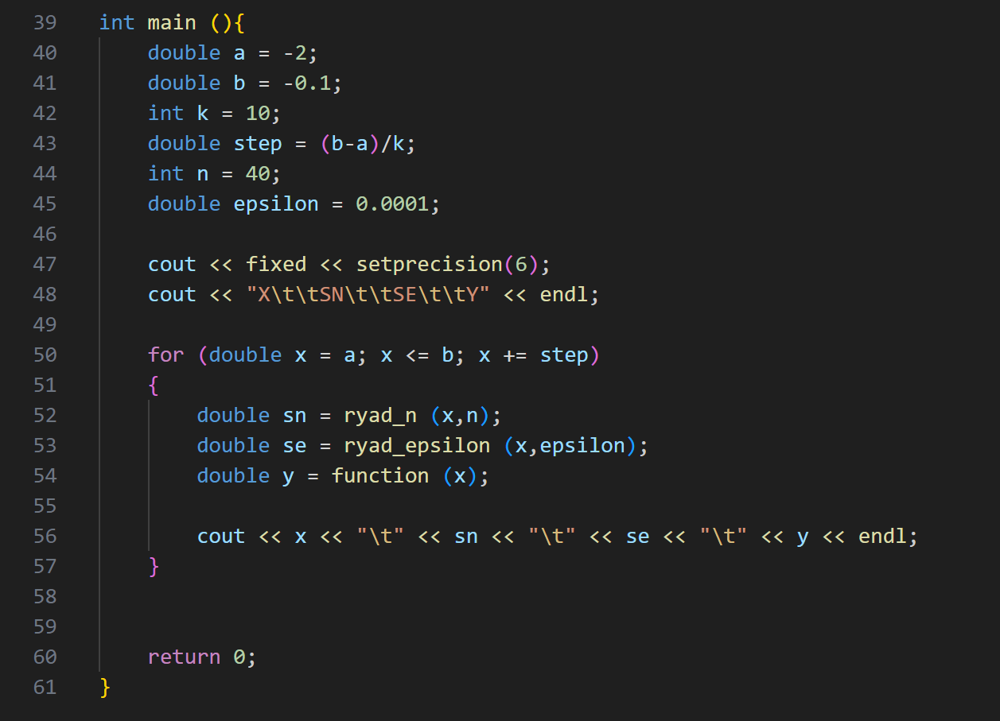 39 int main (){
40     double a = -2;
41     double b = -0.1;
42     int k = 10;
43     double step = (b-a)/k;
44     int n = 40;
45     double epsilon = 0.0001;
46
47     cout << fixed << setprecision(6);
48     cout << "X\t\tSN\t\tSE\t\tY" << endl;
49
50     for (double x = a; x <= b; x += step)
51     {
52         double sn = ryad_n (x,n);
53         double se = ryad_epsilon (x,epsilon);
54         double y = function (x);
55
56         cout << x << "\t" << sn << "\t" << se << "\t" << y << endl;
57     }
58
59
60     return 0;
61 }